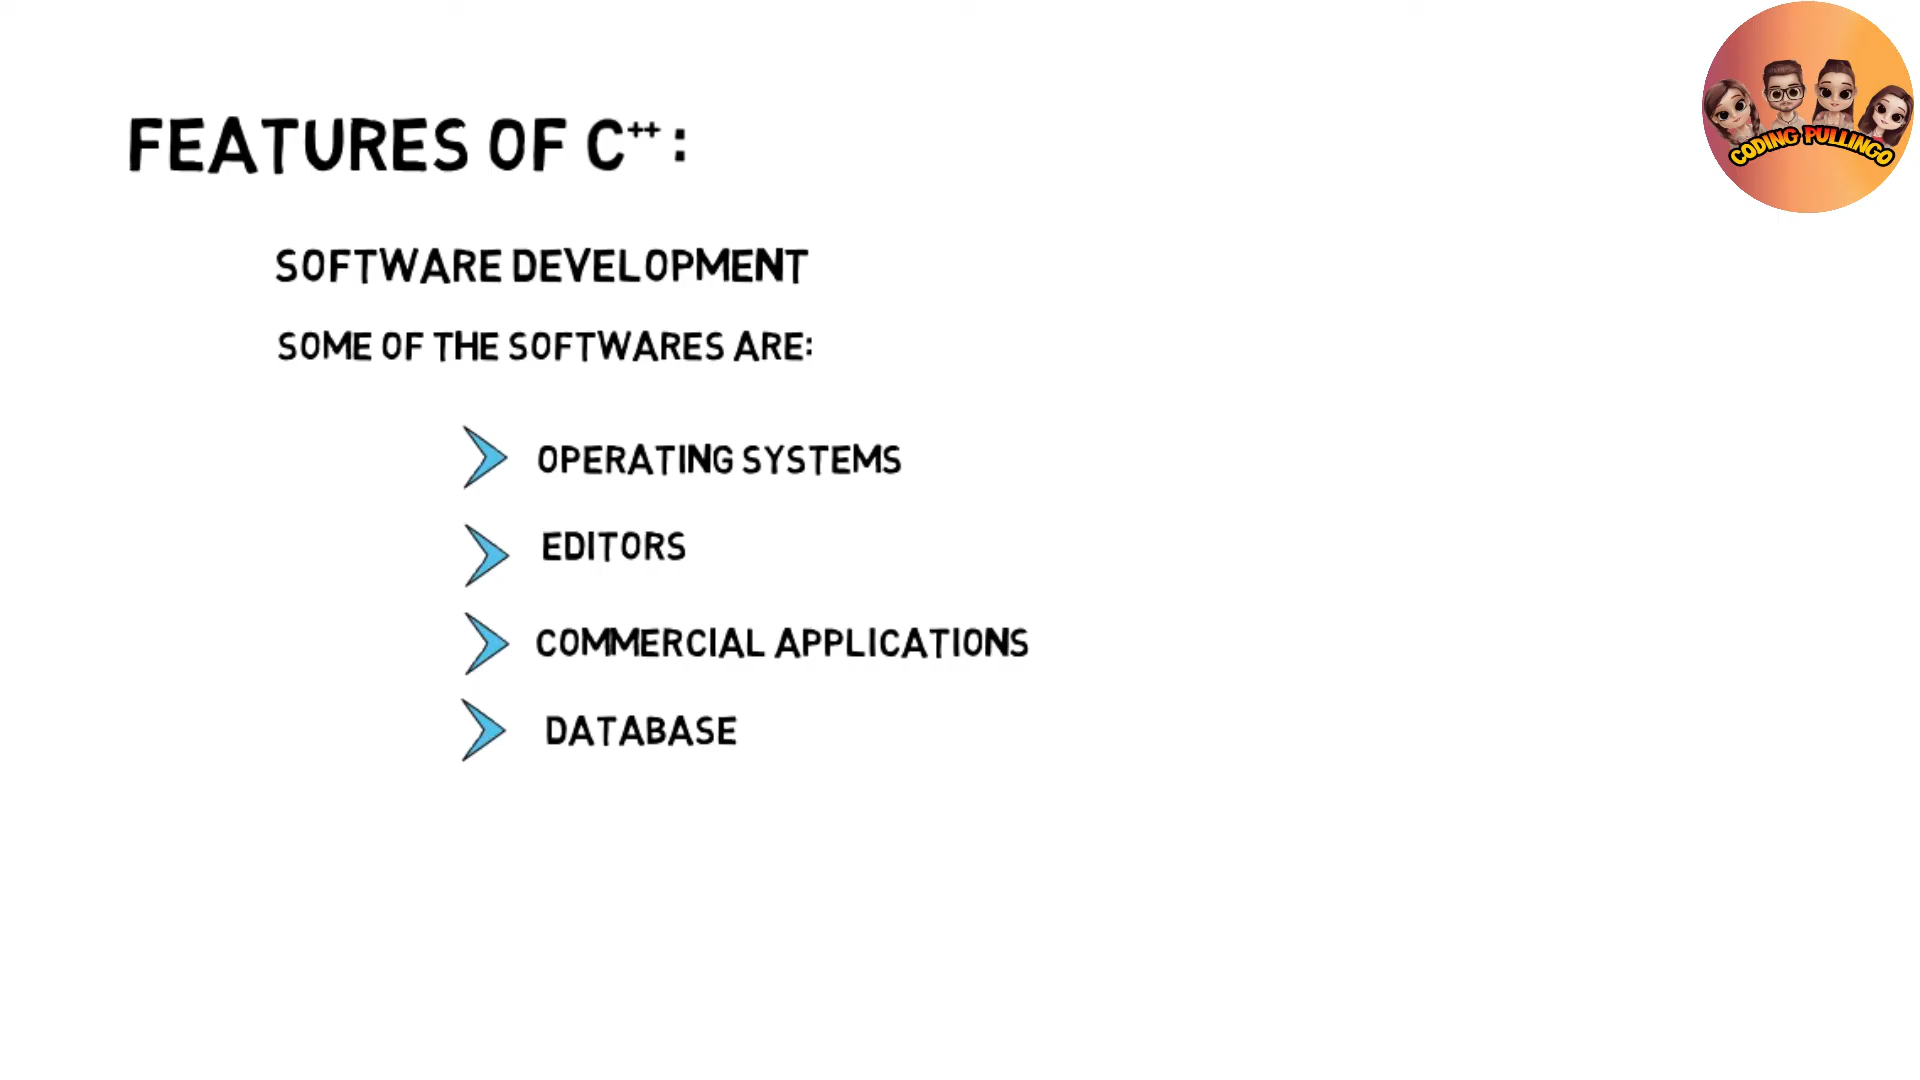 FEATURES OF C++ :
SOFTWARE DEVELOPMENT
SOME OF THE SOFTWARES ARE:
OPERATING SYSTEMS
EDITORS
COMMERCIAL APPLICATIONS
DATABASE
CODING PULLINGO